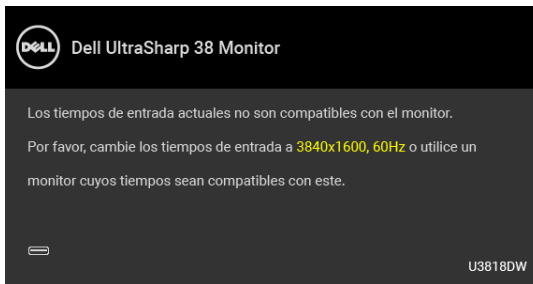 DELL
Dell UltraSharp 38 Monitor
Los tiempos de entrada actuales no son compatibles con el monitor.
Por favor, cambie los tiempos de entrada a 3840x1600, 60Hz o utilice un
monitor cuyos tiempos sean compatibles con este.
U3818DW